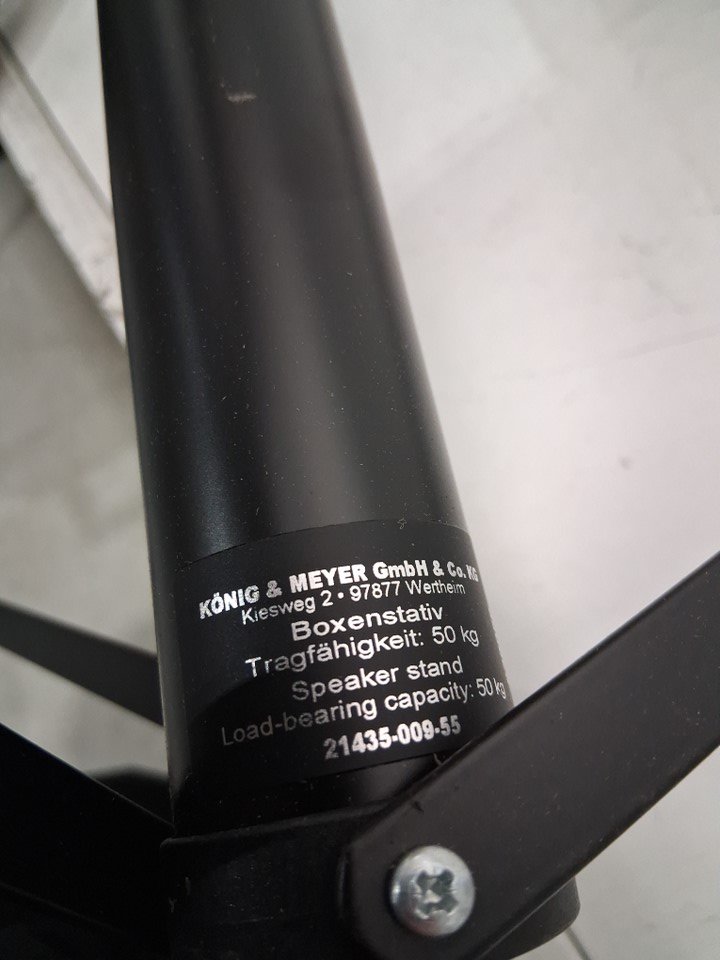 KÖNIG & MEYER GmbH & Co. KG
Kiesweg 2 • 97877 Wertheim
Boxenstativ
Tragfähigkeit: 50 kg
Speaker stand
Load-bearing capacity: 50 kg
21435-009-55